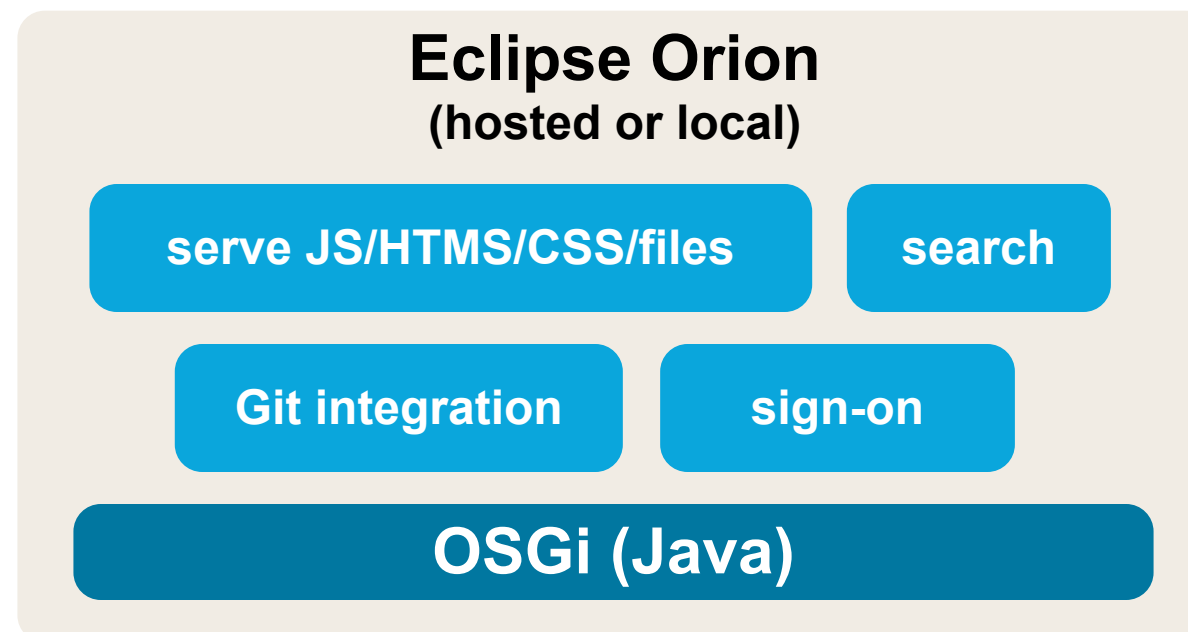 Eclipse Orion
(hosted or local)
serve JS/HTMS/CSS/files
search
Git integration
sign-on
OSGi (Java)